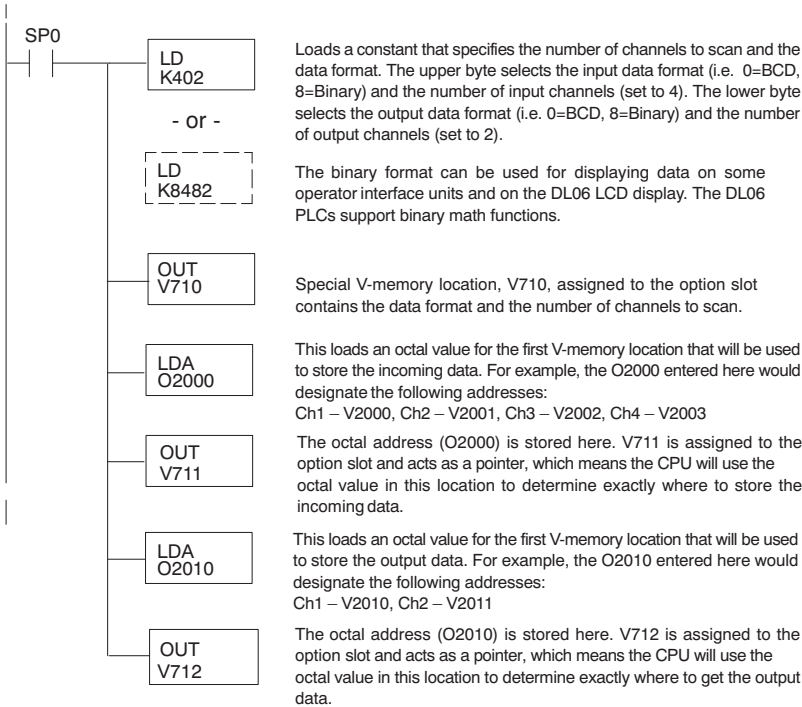 SP0
LD
K402
Loads a constant that specifies the number of channels to scan and the
data format. The upper byte selects the input data format (i.e. 0=BCD,
8=Binary) and the number of input channels (set to 4). The lower byte
selects the output data format (i.e. 0=BCD, 8=Binary) and the number
of output channels (set to 2).
- or -
LD
K8482
The binary format can be used for displaying data on some
operator interface units and on the DL06 LCD display. The DL06
PLCs support binary math functions.
OUT
V710
Special V-memory location, V710, assigned to the option slot
contains the data format and the number of channels to scan.
LDA
O2000
This loads an octal value for the first V-memory location that will be used
to store the incoming data. For example, the O2000 entered here would
designate the following addresses:
Ch1 – V2000, Ch2 – V2001, Ch3 – V2002, Ch4 – V2003
OUT
V711
The octal address (O2000) is stored here. V711 is assigned to the
option slot and acts as a pointer, which means the CPU will use the
octal value in this location to determine exactly where to store the
incoming data.
LDA
O2010
This loads an octal value for the first V-memory location that will be used
to store the output data. For example, the O2010 entered here would
designate the following addresses:
Ch1 – V2010, Ch2 – V2011
OUT
V712
The octal address (O2010) is stored here. V712 is assigned to the
option slot and acts as a pointer, which means the CPU will use the
octal value in this location to determine exactly where to get the output
data.